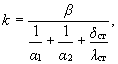 k = β / (1/α₁ + 1/α₂ + δ_ст/λ_ст),